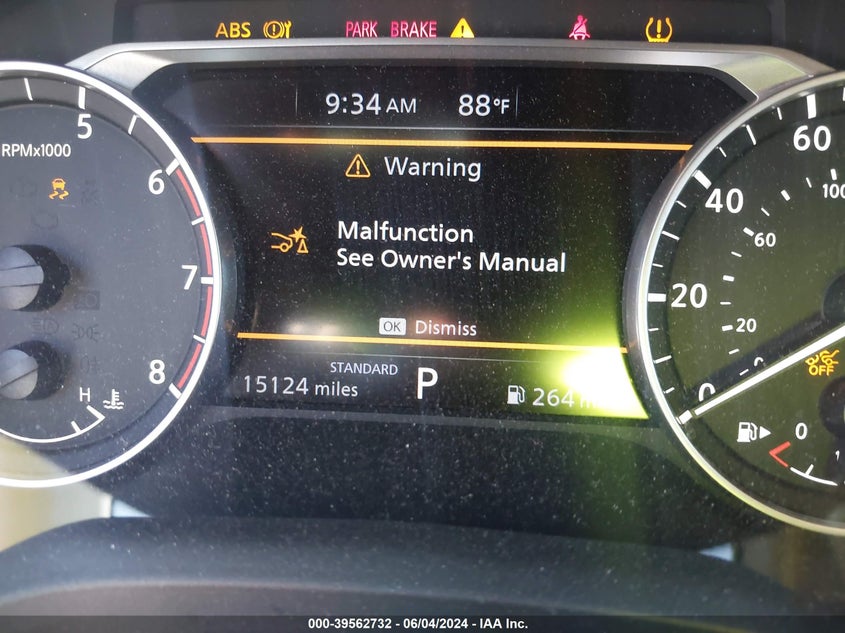 ABS PARK BRAKE
9:34 AM 88°F
5
RPMx1000
6
7
8
H
Warning
Malfunction
See Owner's Manual
OK Dismiss
STANDARD
15124 miles P 264
60
40
100
60
20
20
0
0
OFF
0
000-39562732 - 06/04/2024 - IAA Inc.